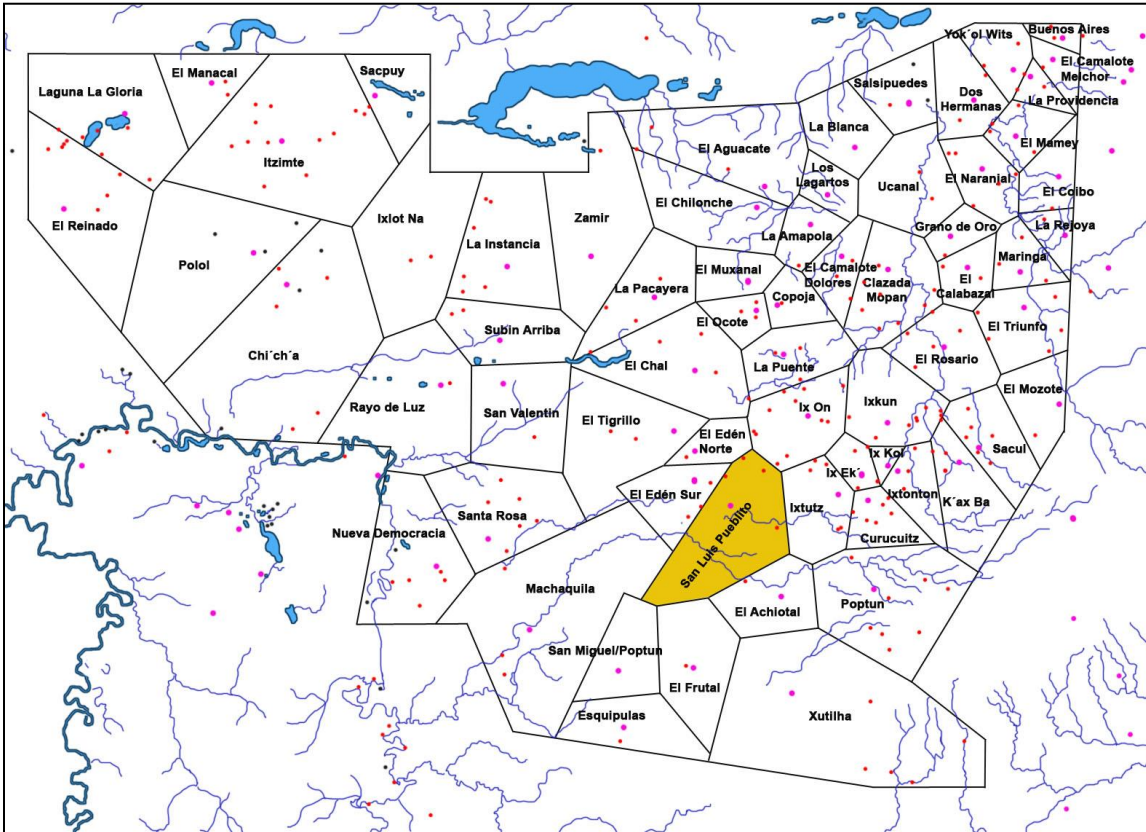 Yok´ol Wits
Buenos Aires
El Manacal
Sacpuy
El Camalote
Melchor
Laguna La Gloria
Salsipuedes
Dos
Hermanas
La Providencia
La Blanca
El Mamey
Itzimte
El Aguacate
Los
Lagartos
Ucanal
El Naranjal
El Coibo
El Chilonche
Ixlot Na
Zamir
El Reinado
La Instancia
La Amapola
Grano de Oro
La Rejoya
Polol
El Muxanal
El Camalote
Dolores
Clazada
Mopan
Maringa
El
Calabazal
La Pacayera
Copoja
El Ocote
El Triunfo
Subin Arriba
Chi´ch´a
El Chal
La Puente
El Rosario
El Mozote
Rayo de Luz
San Valentin
El Tigrillo
Ix On
Ixkun
El Edén
Norte
Ix Kol
Sacul
Ix Ek´
El Edén Sur
Ixtonton
K´ax Ba
Santa Rosa
San Luis Pueblito
Ixtutz
Nueva Democracia
Curucuitz
Machaquila
El Achiotal
Poptun
San Miguel/Poptun
El Frutal
Esquipulas
Xutilha